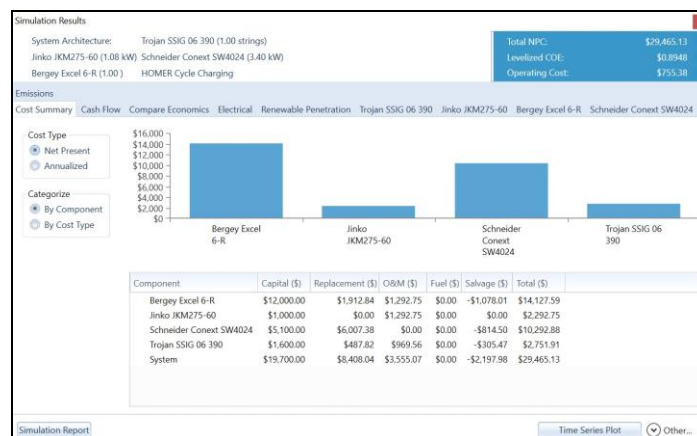 Simulation Results
System Architecture: Trojan SSIG 06 390 (1.00 strings)
Jinko JKM275-60 (1.08 kW) Schneider Conext SW4024 (3.40 kW)
Bergey Excel 6-R (1.00 ) HOMER Cycle Charging
Total NPC: $29,465.13
Levelized COE: $0.8948
Operating Cost: $755.38
Emissions
Cost Summary Cash Flow Compare Economics Electrical Renewable Penetration Trojan SSIG 06 390 Jinko JKM275-60 Bergey Excel 6-R Schneider Conext SW4024
Cost Type
Net Present
Annualized
Categorize
By Component
By Cost Type
$16,000
$14,000
$12,000
$10,000
$8,000
$6,000
$4,000
$2,000
$0
Bergey Excel
6-R
Jinko
JKM275-60
Schneider
Conext
SW4024
Trojan SSIG 06
390
Component Capital ($) Replacement ($) O&M ($) Fuel ($) Salvage ($) Total ($)
Bergey Excel 6-R $12,000.00 $1,912.84 $1,292.75 $0.00 -$1,078.01 $14,127.59
Jinko JKM275-60 $1,000.00 $0.00 $1,292.75 $0.00 $0.00 $2,292.75
Schneider Conext SW4024 $5,100.00 $6,007.38 $0.00 $0.00 -$814.50 $10,292.88
Trojan SSIG 06 390 $1,600.00 $487.82 $969.56 $0.00 -$305.47 $2,751.91
System $19,700.00 $8,408.04 $3,555.07 $0.00 -$2,197.98 $29,465.13
Simulation Report Time Series Plot Other...